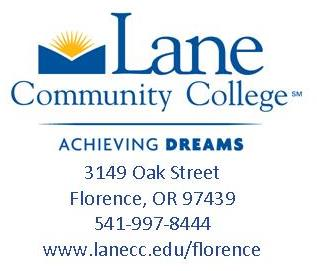 Lane
Community College℠
ACHIEVING DREAMS
3149 Oak Street
Florence, OR 97439
541-997-8444
www.lanecc.edu/florence